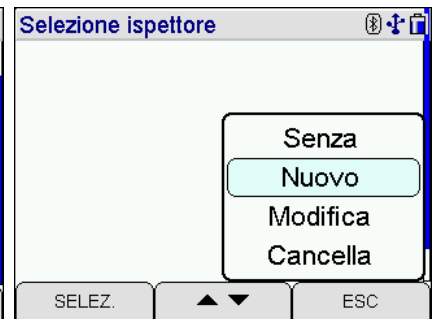 Selezione ispettore
Senza
Nuovo
Modifica
Cancella
SELEZ.
ESC